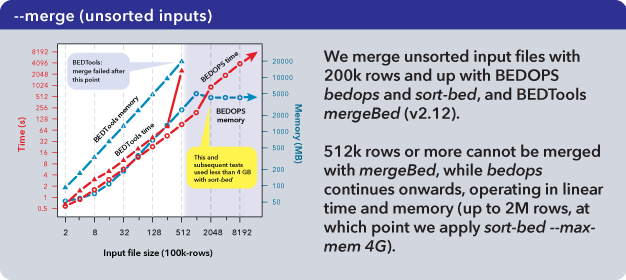 --merge (unsorted inputs)
8192
4096
2048
1024
512
256
128
64
32
16
8
4
2
1
0.5
Time (s)
BEDTools:
merge failed after
this point
BEDTools memory
BEDTools time
BEDOPS time
BEDOPS
memory
This and
subsequent tests
used less than 4 GB
with sort-bed
20000
10000
5000
2000
1000
500
200
100
50
Memory (MB)
2 8 32 128 512 2048 8192
Input file size (100k-rows)
We merge unsorted input files with
200k rows and up with BEDOPS
bedops and sort-bed, and BEDTools
mergeBed (v2.12).
512k rows or more cannot be merged
with mergeBed, while bedops
continues onwards, operating in linear
time and memory (up to 2M rows, at
which point we apply sort-bed --max-
mem 4G).